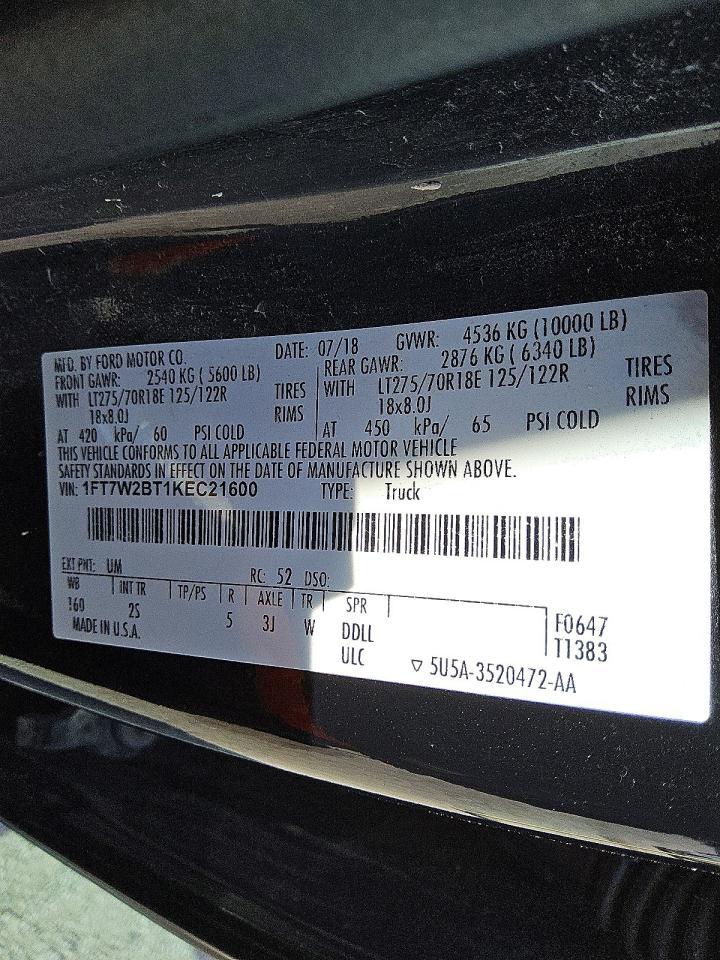 MFD. BY FORD MOTOR CO. DATE: 07/18 GVWR: 4536 KG (10000 LB)
FRONT GAWR: 2540 KG ( 5600 LB) REAR GAWR: 2876 KG ( 6340 LB)
WITH LT275/70R18E 125/122R TIRES WITH LT275/70R18E 125/122R TIRES
18x8.0J RIMS 18x8.0J RIMS
AT 420 kPa/ 60 PSI COLD AT 450 kPa/ 65 PSI COLD
THIS VEHICLE CONFORMS TO ALL APPLICABLE FEDERAL MOTOR VEHICLE
SAFETY STANDARDS IN EFFECT ON THE DATE OF MANUFACTURE SHOWN ABOVE.
VIN: 1FT7W2BT1KEC21600 TYPE: Truck
EXT PNT: UM RC: 52 DSO:
WB INT TR TP/PS R AXLE TR SPR
160 2S 5 3J W DDLL F0647
MADE IN U.S.A. ULC T1383
▽ 5U5A-3520472-AA